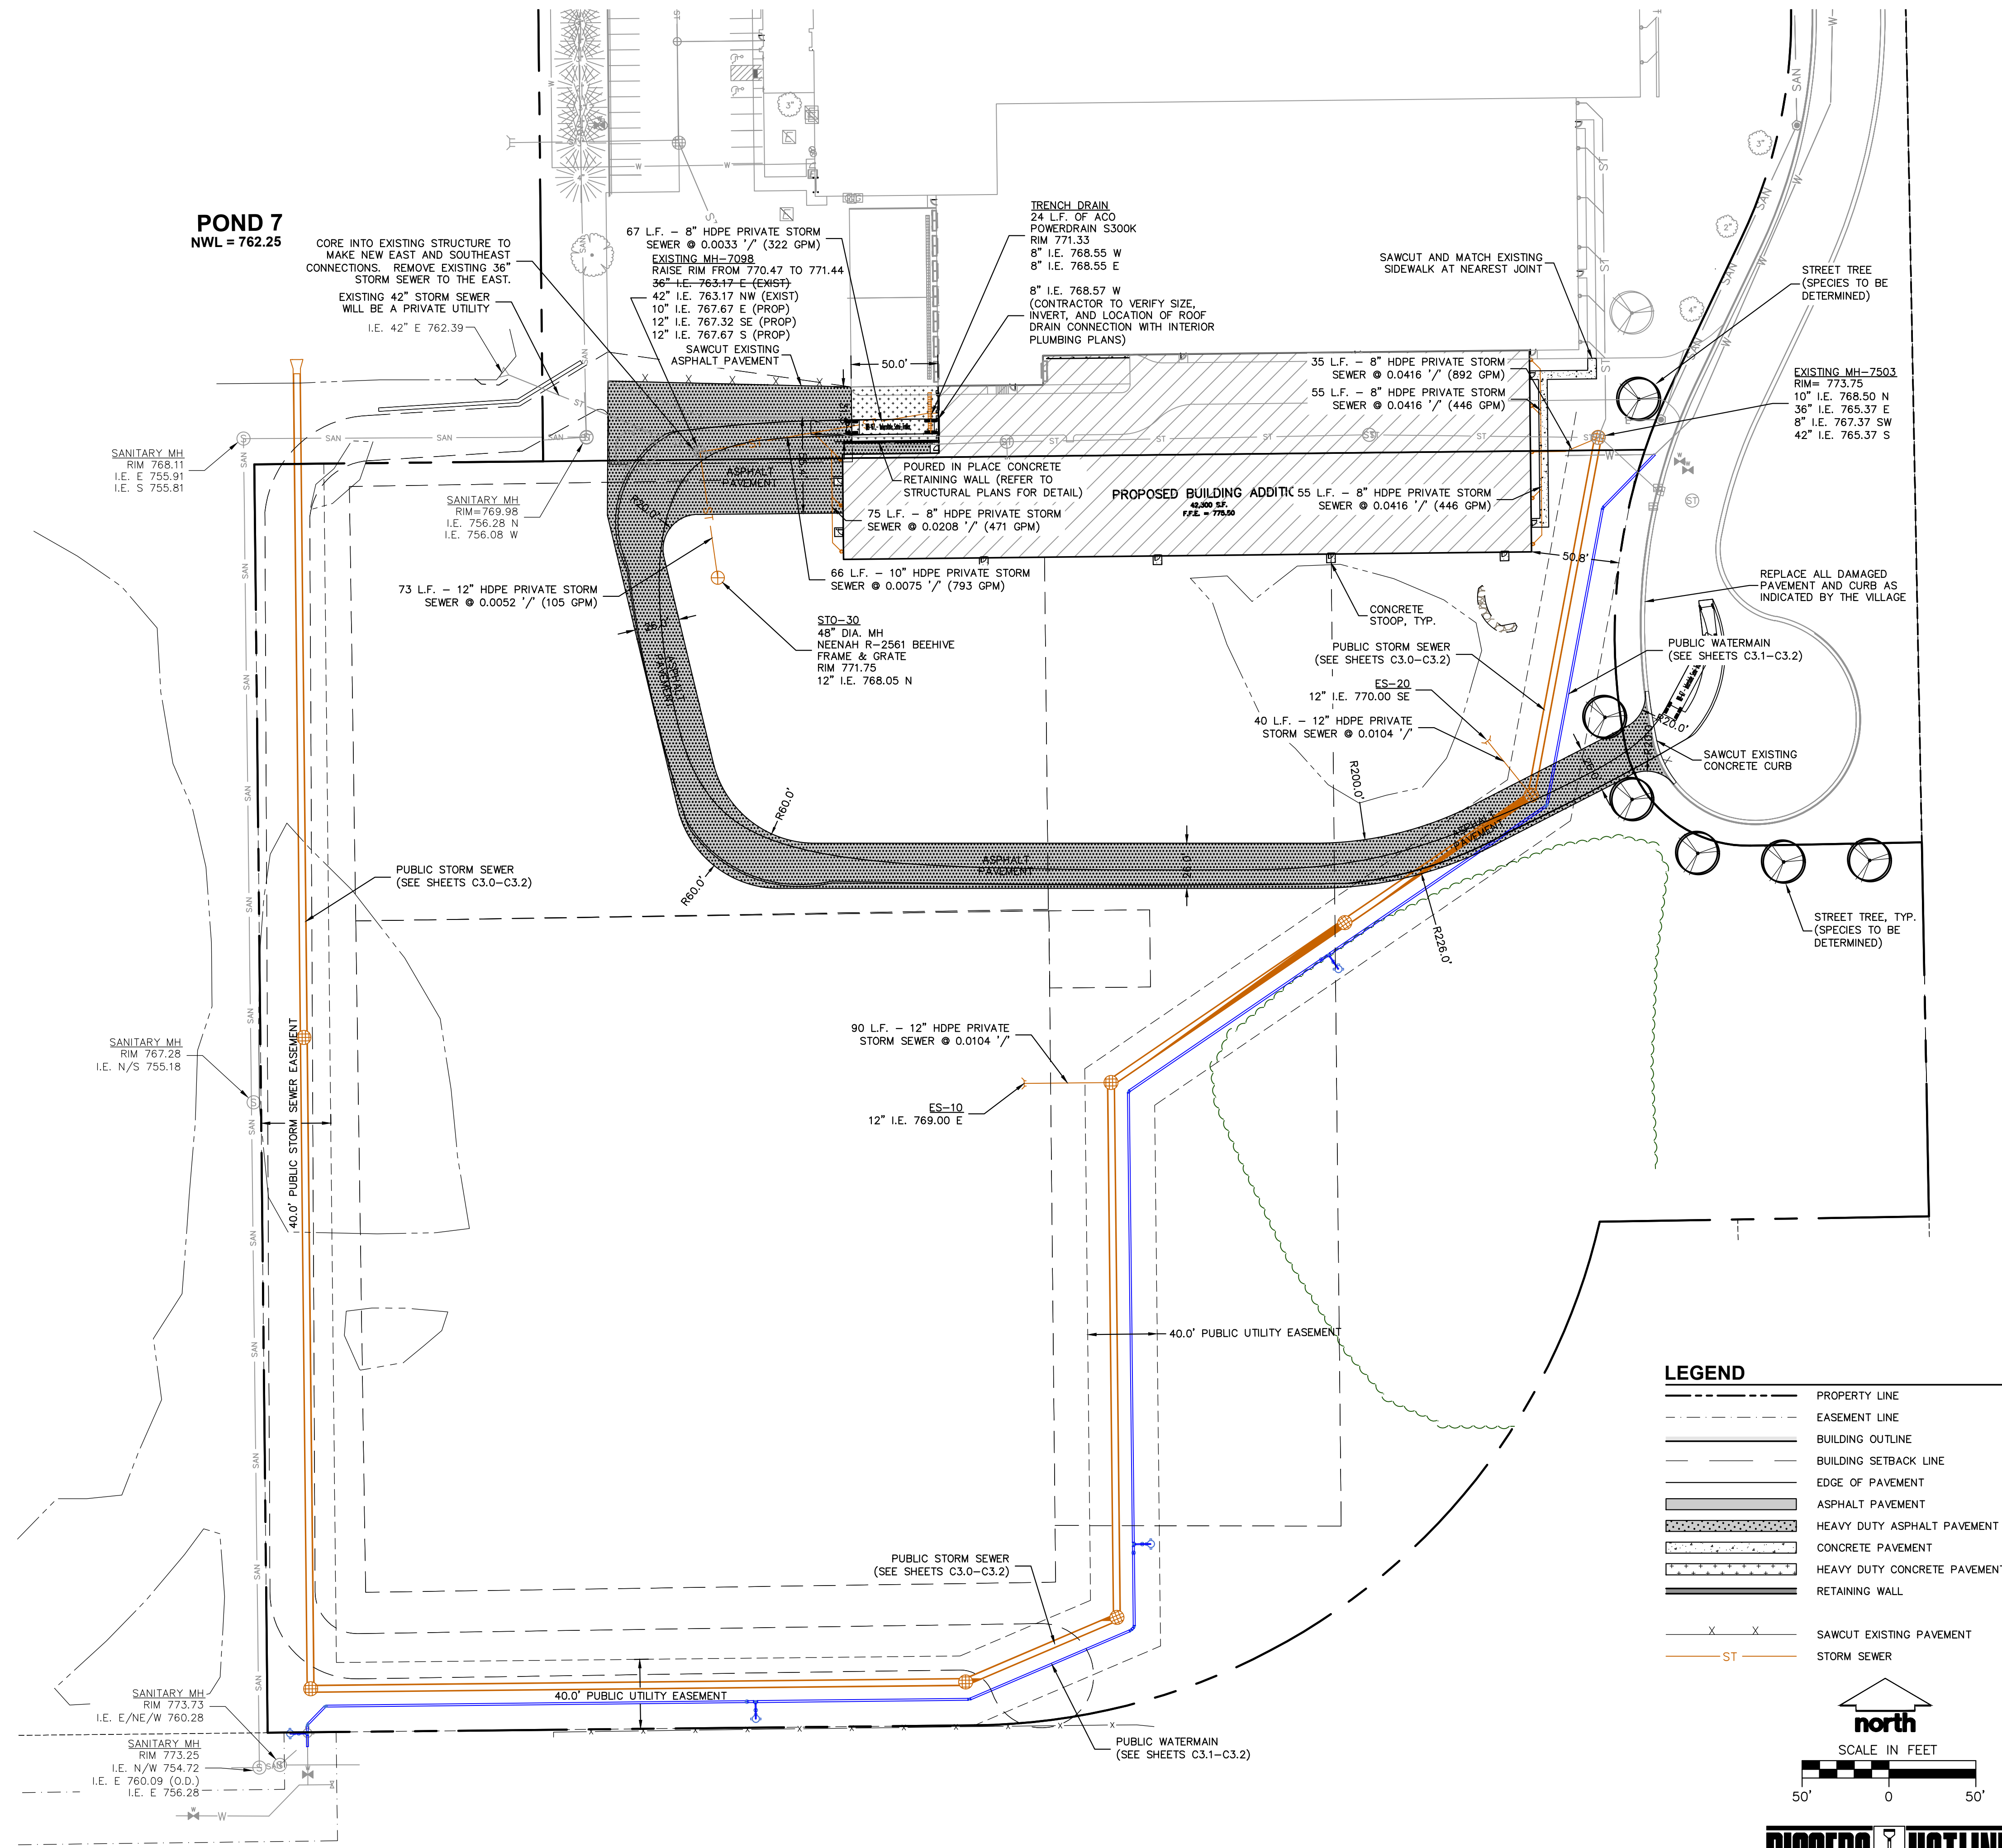 POND 7
NWL = 762.25
CORE INTO EXISTING STRUCTURE TO
MAKE NEW EAST AND SOUTHEAST
CONNECTIONS. REMOVE EXISTING 36"
STORM SEWER TO THE EAST.
EXISTING 42" STORM SEWER
WILL BE A PRIVATE UTILITY
I.E. 42" E 762.39
67 L.F. - 8" HDPE PRIVATE STORM
SEWER @ 0.0033 '/' (322 GPM)
EXISTING MH-7098
RAISE RIM FROM 770.47 TO 771.44
36" I.E. 763.17 E (EXIST)
42" I.E. 763.17 NW (EXIST)
10" I.E. 767.67 E (PROP)
12" I.E. 767.32 SE (PROP)
12" I.E. 767.67 S (PROP)
SAWCUT EXISTING
ASPHALT PAVEMENT
TRENCH DRAIN
24 L.F. OF ACO
POWERDRAIN S300K
RIM 771.33
8" I.E. 768.55 W
8" I.E. 768.55 E
8" I.E. 768.57 W
(CONTRACTOR TO VERIFY SIZE,
INVERT, AND LOCATION OF ROOF
DRAIN CONNECTION WITH INTERIOR
PLUMBING PLANS)
50.0'
SAWCUT AND MATCH EXISTING
SIDEWALK AT NEAREST JOINT
STREET TREE
(SPECIES TO BE
DETERMINED)
35 L.F. - 8" HDPE PRIVATE STORM
SEWER @ 0.0416 '/' (892 GPM)
55 L.F. - 8" HDPE PRIVATE STORM
SEWER @ 0.0416 '/' (446 GPM)
EXISTING MH-7503
RIM= 773.75
10" I.E. 768.50 N
36" I.E. 765.37 E
8" I.E. 767.37 SW
42" I.E. 765.37 S
SANITARY MH
RIM 768.11
I.E. E 755.91
I.E. S 755.81
SANITARY MH
RIM=769.98
I.E. 756.28 N
I.E. 756.08 W
ASPHALT
PAVEMENT
R20.0'
POURED IN PLACE CONCRETE
RETAINING WALL (REFER TO
STRUCTURAL PLANS FOR DETAIL)
PROPOSED BUILDING ADDITIO
42,300 S.F.
F.F.E. = 775.50
55 L.F. - 8" HDPE PRIVATE STORM
SEWER @ 0.0416 '/' (446 GPM)
75 L.F. - 8" HDPE PRIVATE STORM
SEWER @ 0.0208 '/' (471 GPM)
50.8'
66 L.F. - 10" HDPE PRIVATE STORM
SEWER @ 0.0075 '/' (793 GPM)
73 L.F. - 12" HDPE PRIVATE STORM
SEWER @ 0.0052 '/' (105 GPM)
STO-30
48" DIA. MH
NEENAH R-2561 BEEHIVE
FRAME & GRATE
RIM 771.75
12" I.E. 768.05 N
CONCRETE
STOOP, TYP.
REPLACE ALL DAMAGED
PAVEMENT AND CURB AS
INDICATED BY THE VILLAGE
PUBLIC STORM SEWER
(SEE SHEETS C3.0-C3.2)
PUBLIC WATERMAIN
(SEE SHEETS C3.1-C3.2)
ES-20
12" I.E. 770.00 SE
40 L.F. - 12" HDPE PRIVATE
STORM SEWER @ 0.0104 '/'
ASPHALT
PAVEMENT
R20.0'
R20.0'
SAWCUT EXISTING
CONCRETE CURB
R60.0'
R200.0'
26.0'
ASPHALT
PAVEMENT
ASPHALT
PAVEMENT
26.0'
R60.0'
R226.0'
PUBLIC STORM SEWER
(SEE SHEETS C3.0-C3.2)
STREET TREE, TYP.
(SPECIES TO BE
DETERMINED)
SANITARY MH
RIM 767.28
I.E. N/S 755.18
40.0' PUBLIC STORM SEWER EASEMENT
90 L.F. - 12" HDPE PRIVATE
STORM SEWER @ 0.0104 '/'
ES-10
12" I.E. 769.00 E
40.0' PUBLIC UTILITY EASEMENT
PUBLIC STORM SEWER
(SEE SHEETS C3.0-C3.2)
40.0' PUBLIC UTILITY EASEMENT
PUBLIC WATERMAIN
(SEE SHEETS C3.1-C3.2)
SANITARY MH
RIM 773.73
I.E. E/NE/W 760.28
SANITARY MH
RIM 773.25
I.E. N/W 754.72
I.E. E 760.09 (O.D.)
I.E. E 756.28
LEGEND
PROPERTY LINE
EASEMENT LINE
BUILDING OUTLINE
BUILDING SETBACK LINE
EDGE OF PAVEMENT
ASPHALT PAVEMENT
HEAVY DUTY ASPHALT PAVEMENT
CONCRETE PAVEMENT
HEAVY DUTY CONCRETE PAVEMENT
RETAINING WALL
X X SAWCUT EXISTING PAVEMENT
ST STORM SEWER
north
SCALE IN FEET
50' 0 50'
DIGGERS HOTLINE